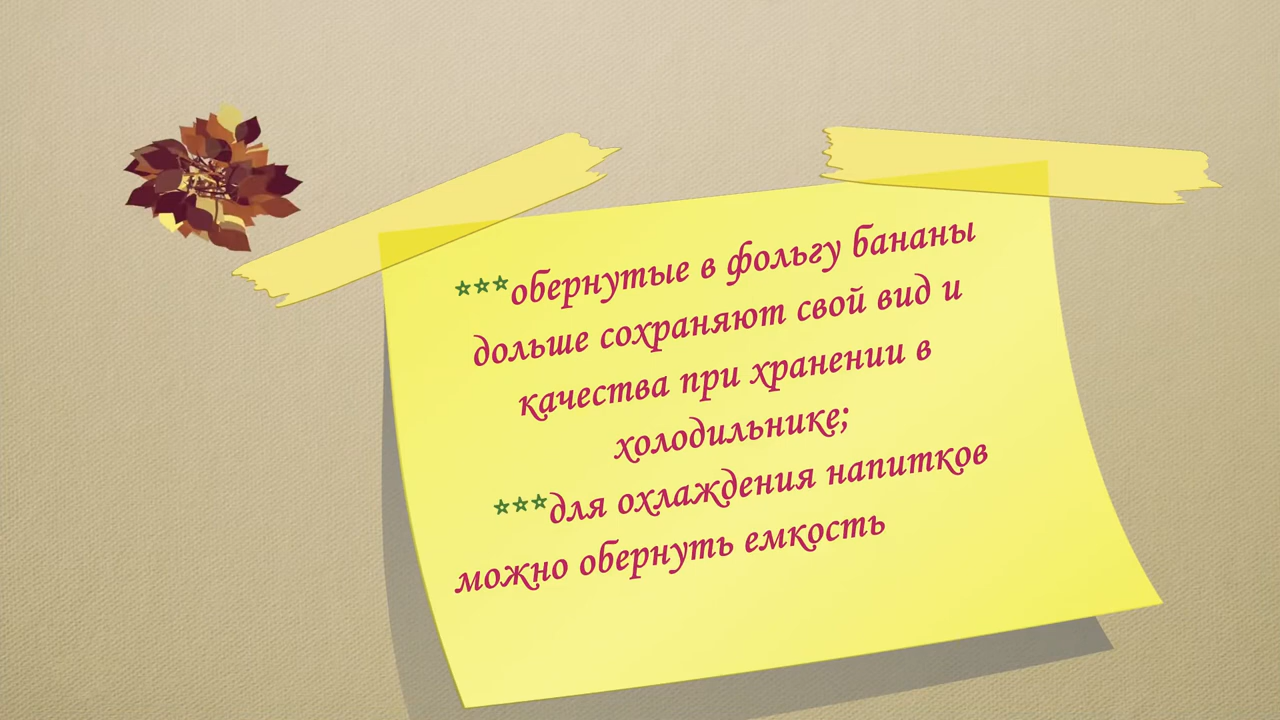 ***обернутые в фольгу бананы
дольше сохраняют свой вид и
качества при хранении в
холодильнике;
***для охлаждения напитков
можно обернуть емкость